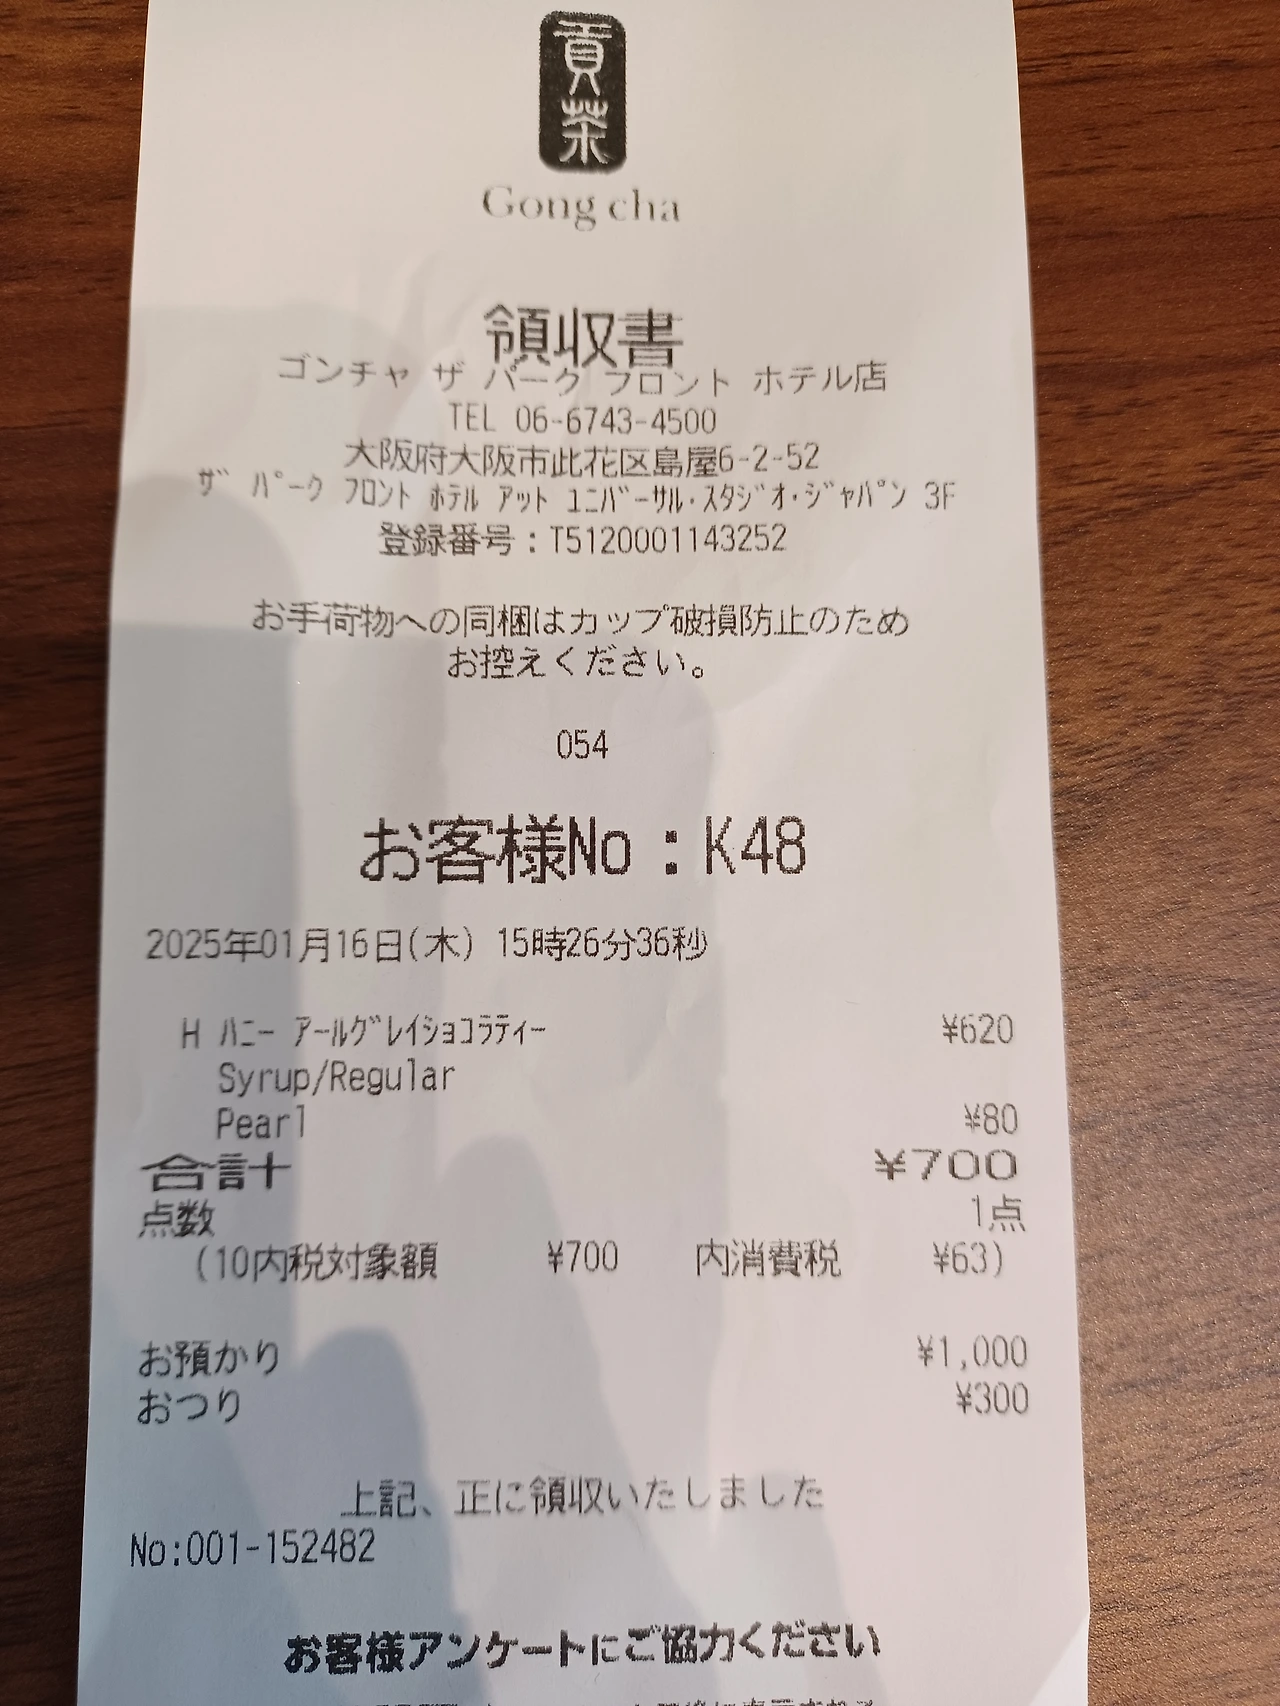 貢茶
Gong cha
領収書
ゴンチャ ザ パーク フロント ホテル店
TEL 06-6743-4500
大阪府大阪市此花区島屋6-2-52
ｻﾞ ﾊﾟｰｸ ﾌﾛﾝﾄ ﾎﾃﾙ ｱｯﾄ ﾕﾆﾊﾞｰｻﾙ･ｽﾀｼﾞｵ･ｼﾞｬﾊﾟﾝ 3F
登録番号：T5120001143252
お手荷物への同梱はカップ破損防止のため
お控えください。
054
お客様No：K48
2025年01月16日(木) 15時26分36秒
H ﾊﾆｰ ｱｰﾙｸﾞﾚｲｼｮｺﾗﾃｨｰ ¥620
Syrup/Regular
Pearl ¥80
合計 ¥700
点数 1点
(10内税対象額 ¥700 内消費税 ¥63)
お預かり ¥1,000
おつり ¥300
上記、正に領収いたしました
No:001-152482
お客様アンケートにご協力ください